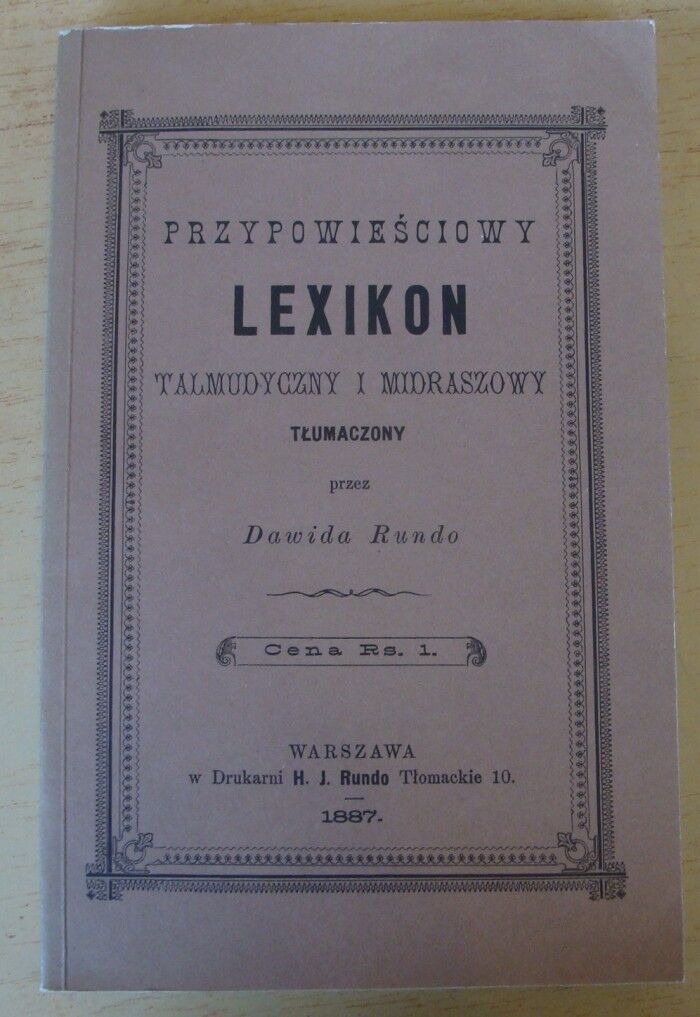 PRZYPOWIEŚCIOWY
LEXIKON
TALMUDYCZNY I MIDRASZOWY
TŁUMACZONY
przez
Dawida Rundo
Cena Rs. 1.
WARSZAWA
w Drukarni H. J. Rundo Tłomackie 10.
1887.